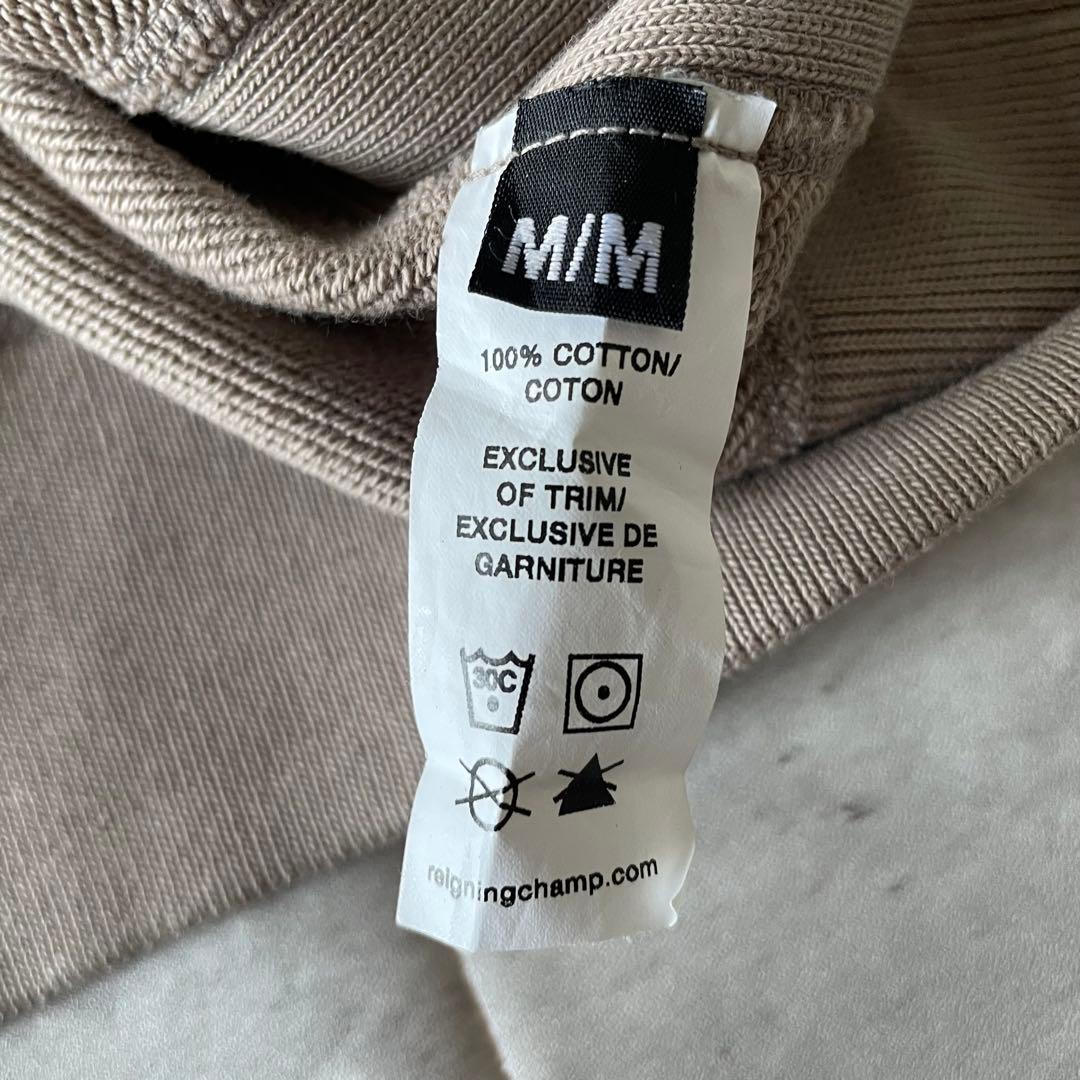 M/M
100% COTTON/
COTON
EXCLUSIVE
OF TRIM/
EXCLUSIVE DE
GARNITURE
30C
reigningchamp.com